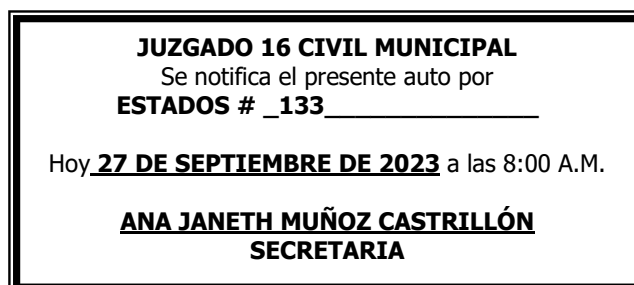 JUZGADO 16 CIVIL MUNICIPAL
Se notifica el presente auto por
ESTADOS # _133________________
Hoy 27 DE SEPTIEMBRE DE 2023 a las 8:00 A.M.
ANA JANETH MUÑOZ CASTRILLÓN
SECRETARIA